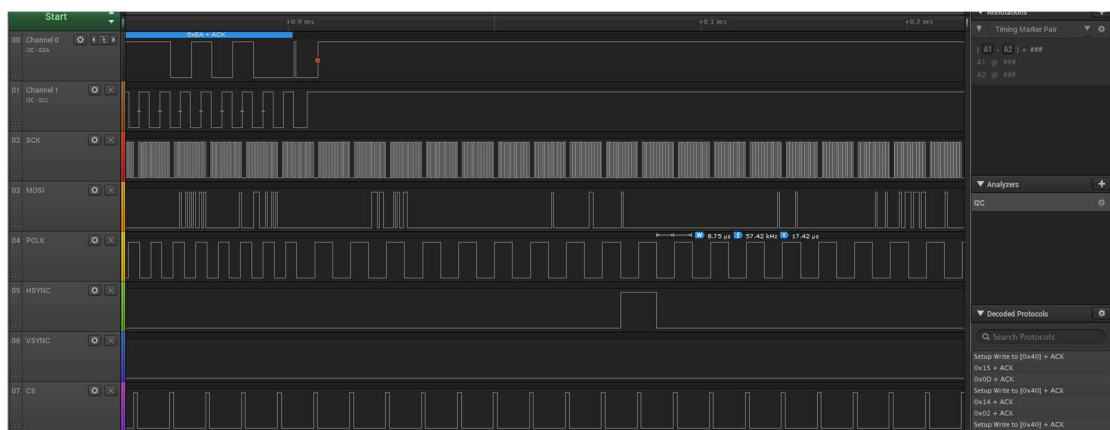 Start
+0.9 ms
+0.1 ms
+0.2 ms
Annotations
00 Channel 0
I2C - SDA
0xEA + ACK
Timing Marker Pair
| A1 - A2 | = ###
A1 @ ###
A2 @ ###
01 Channel 1
I2C - SCL
02 SCK
03 MOSI
Analyzers
I2C
04 PCLK
W 8.75 µs f 57.42 kHz T 17.42 µs
05 HSYNC
Decoded Protocols
Search Protocols
06 VSYNC
Setup Write to [0x40] + ACK
0x15 + ACK
0x0D + ACK
07 CS
Setup Write to [0x40] + ACK
0x14 + ACK
0x02 + ACK
Setup Write to [0x40] + ACK